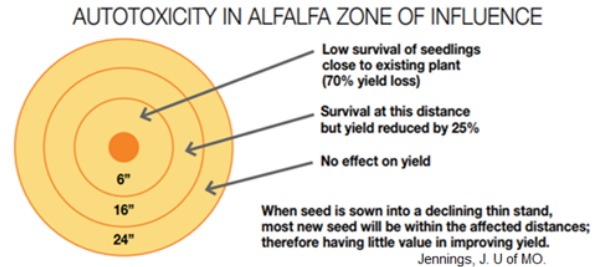 AUTOTOXICITY IN ALFALFA ZONE OF INFLUENCE
Low survival of seedlings
close to existing plant
(70% yield loss)
Survival at this distance
but yield reduced by 25%
No effect on yield
6”
16”
24”
When seed is sown into a declining thin stand,
most new seed will be within the affected distances;
therefore having little value in improving yield.
Jennings, J. U of MO.